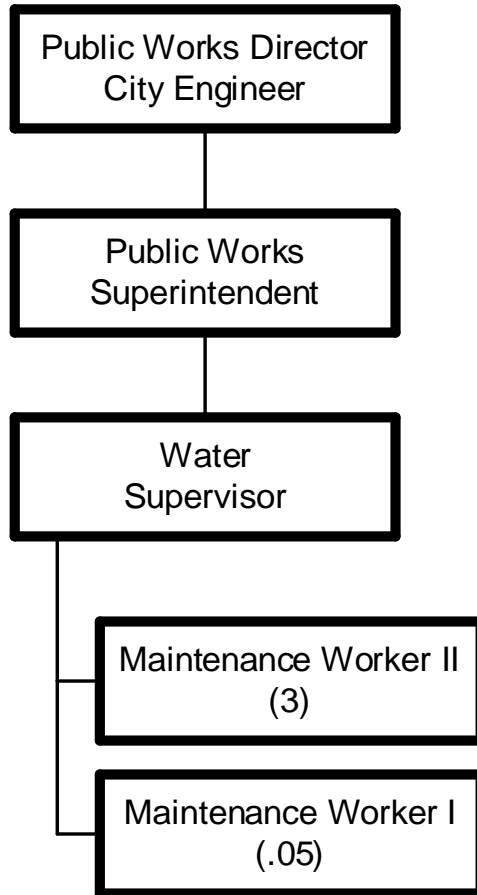 Public Works Director
City Engineer
Public Works
Superintendent
Water
Supervisor
Maintenance Worker II
(3)
Maintenance Worker I
(.05)